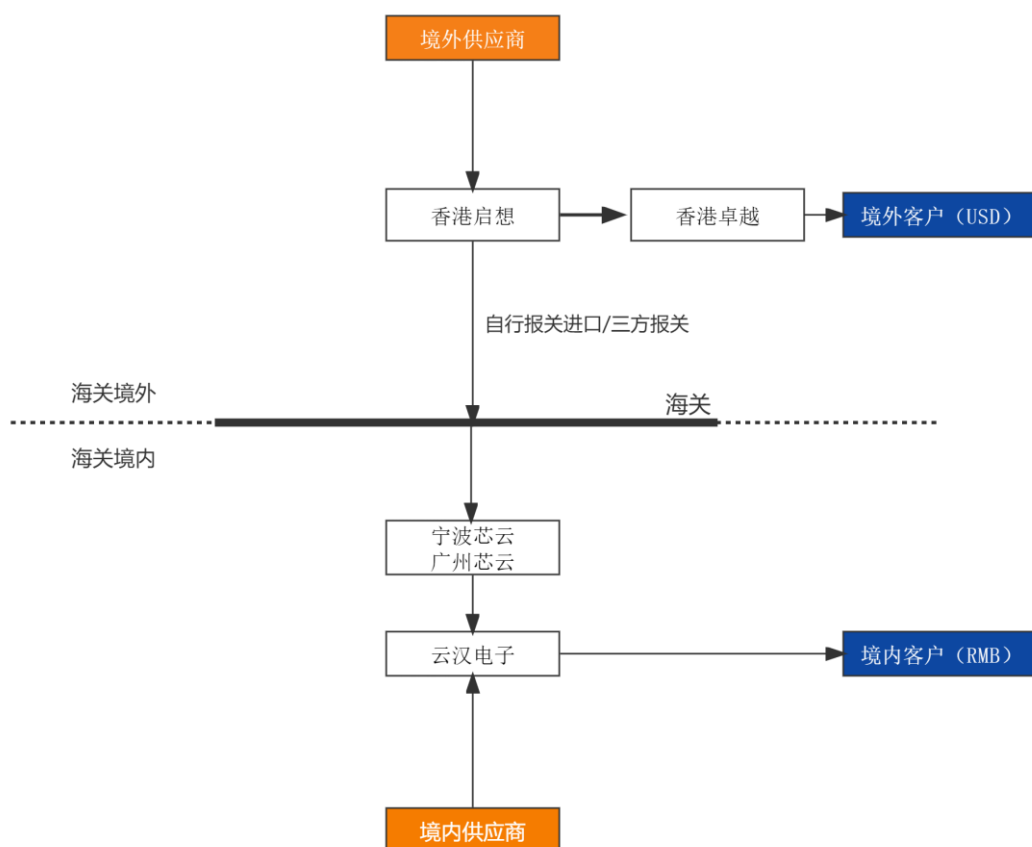 境外供应商
香港启想
香港卓越
境外客户（USD）
自行报关进口/三方报关
海关境外
海关
海关境内
宁波芯云
广州芯云
云汉电子
境内客户（RMB）
境内供应商